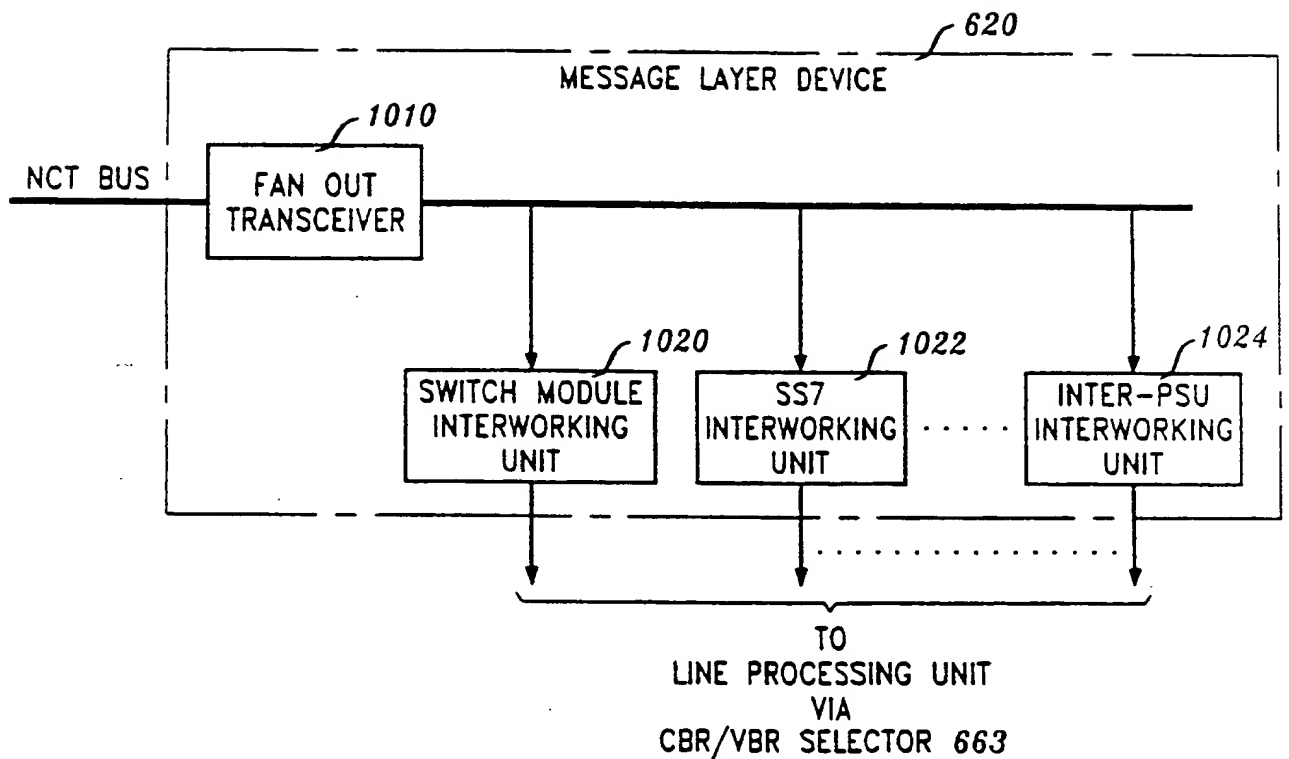 620
MESSAGE LAYER DEVICE
1010
NCT BUS
FAN OUT
TRANSCEIVER
1020
SWITCH MODULE
INTERWORKING
UNIT
1022
SS7
INTERWORKING
UNIT
1024
INTER-PSU
INTERWORKING
UNIT
TO
LINE PROCESSING UNIT
VIA
CBR/VBR SELECTOR 663